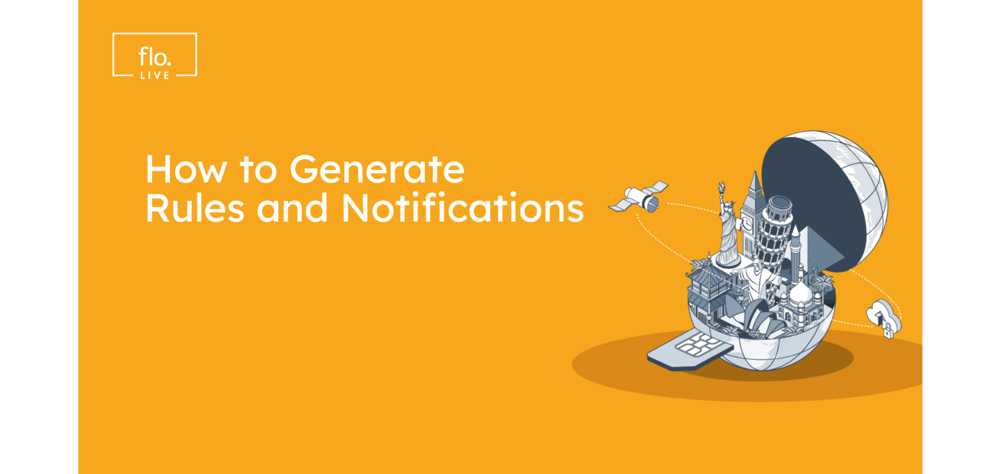 flo.
LIVE
How to Generate
Rules and Notifications